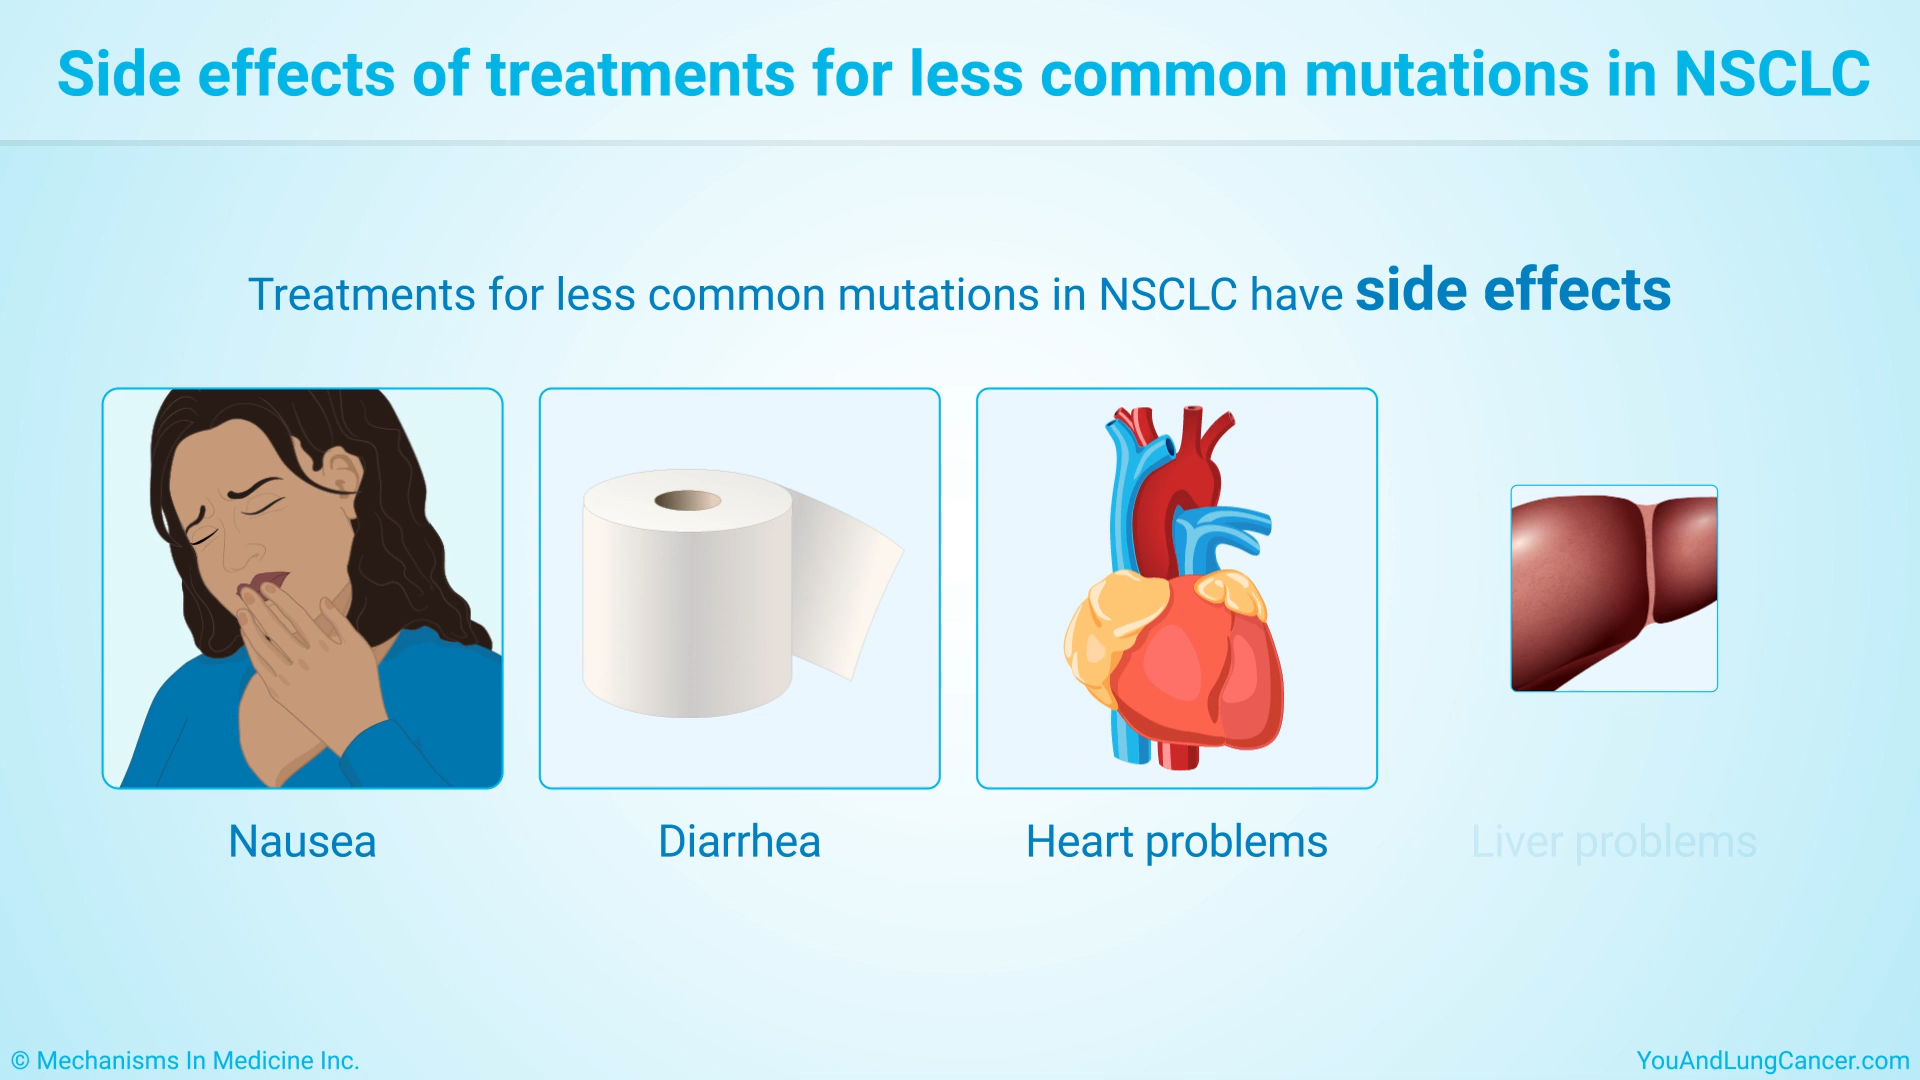 Side effects of treatments for less common mutations in NSCLC
Treatments for less common mutations in NSCLC have side effects
Nausea
Diarrhea
Heart problems
Liver problems
© Mechanisms In Medicine Inc.
YouAndLungCancer.com